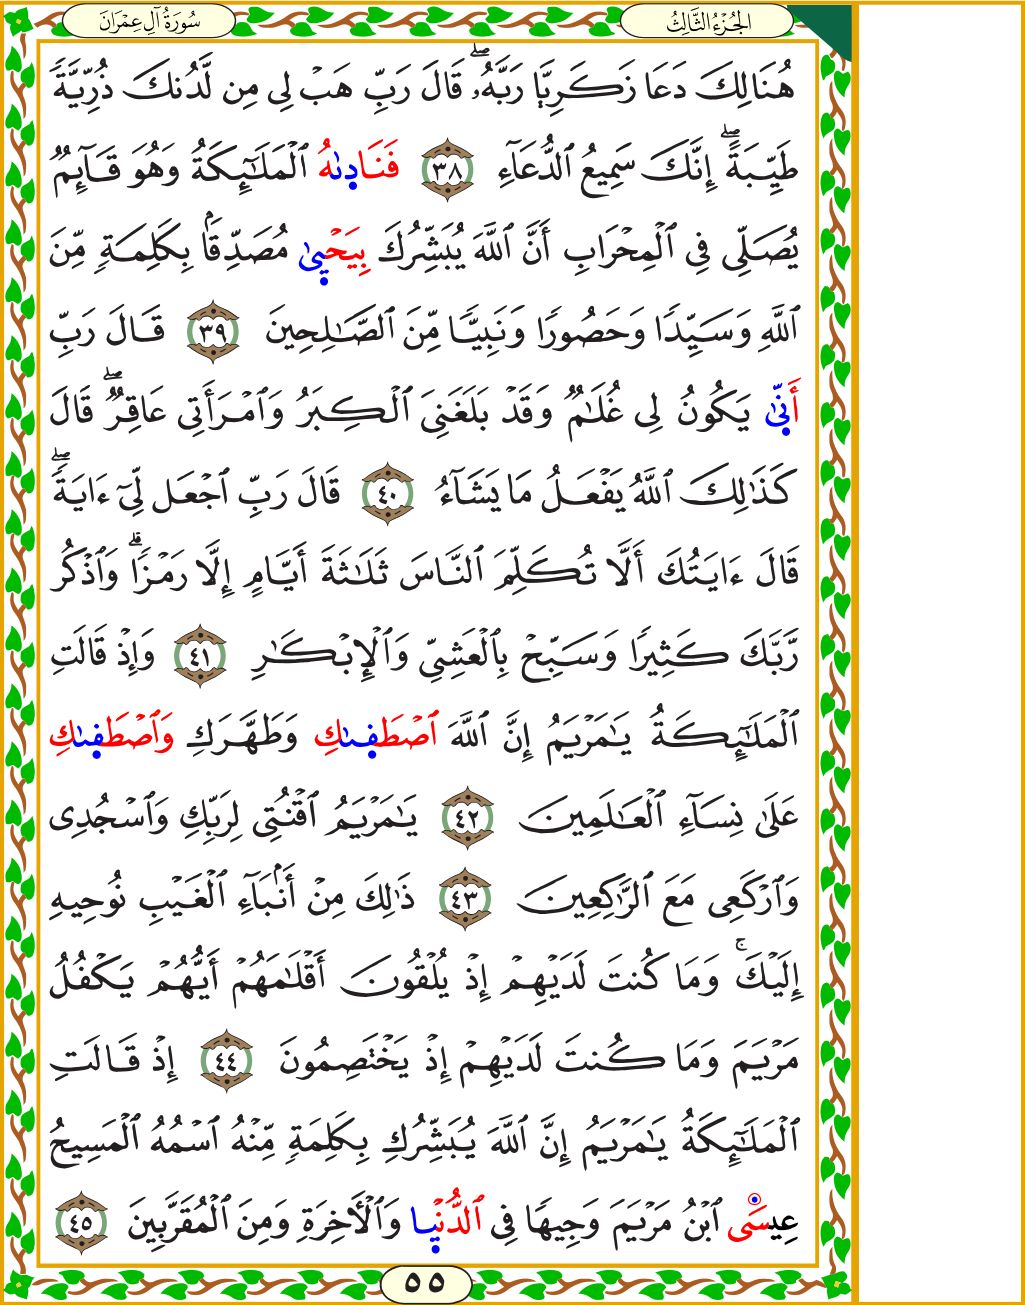 الجُزْءُ الثَّالِثُ
سُورَةُ آلِ عِمْرَانَ
هُنَالِكَ دَعَا زَكَرِيَّا رَبَّهُۥۖ قَالَ رَبِّ هَبۡ لِي مِن لَّدُنكَ ذُرِّيَّةٗ
طَيِّبَةًۖ إِنَّكَ سَمِيعُ ٱلدُّعَآءِ ٣٨ فَنَادِىٰهُ ٱلۡمَلَٰٓئِكَةُ وَهُوَ قَآئِمٞ
يُصَلِّي فِي ٱلۡمِحۡرَابِ أَنَّ ٱللَّهَ يُبَشِّرُكَ بِيَحۡيٜىٰ مُصَدِّقَۢا بِكَلِمَةٖ مِّنَ
ٱللَّهِ وَسَيِّدٗا وَحَصُورٗا وَنَبِيّٗا مِّنَ ٱلصَّٰلِحِينَ ٣٩ قَالَ رَبِّ
أَنّٜىٰ يَكُونُ لِي غُلَٰمٞ وَقَدۡ بَلَغَنِيَ ٱلۡكِبَرُ وَٱمۡرَأَتِي عَاقِرٞۖ قَالَ
كَذَٰلِكَ ٱللَّهُ يَفۡعَلُ مَا يَشَآءُ ٤٠ قَالَ رَبِّ ٱجۡعَل لِّيٓ ءَايَةٗۖ
قَالَ ءَايَتُكَ أَلَّا تُكَلِّمَ ٱلنَّاسَ ثَلَٰثَةَ أَيَّامٍ إِلَّا رَمۡزٗاۗ وَٱذۡكُر
رَّبَّكَ كَثِيرٗا وَسَبِّحۡ بِٱلۡعَشِيِّ وَٱلۡإِبۡكَٰرِ ٤١ وَإِذۡ قَالَتِ
ٱلۡمَلَٰٓئِكَةُ يَٰمَرۡيَمُ إِنَّ ٱللَّهَ ٱصۡطَفٜىٰكِ وَطَهَّرَكِ وَٱصۡطَفٜىٰكِ
عَلَىٰ نِسَآءِ ٱلۡعَٰلَمِينَ ٤٢ يَٰمَرۡيَمُ ٱقۡنُتِي لِرَبِّكِ وَٱسۡجُدِي
وَٱرۡكَعِي مَعَ ٱلرَّٰكِعِينَ ٤٣ ذَٰلِكَ مِنۡ أَنۢبَآءِ ٱلۡغَيۡبِ نُوحِيهِ
إِلَيۡكَۚ وَمَا كُنتَ لَدَيۡهِمۡ إِذۡ يُلۡقُونَ أَقۡلَٰمَهُمۡ أَيُّهُمۡ يَكۡفُلُ
مَرۡيَمَ وَمَا كُنتَ لَدَيۡهِمۡ إِذۡ يَخۡتَصِمُونَ ٤٤ إِذۡ قَالَتِ
ٱلۡمَلَٰٓئِكَةُ يَٰمَرۡيَمُ إِنَّ ٱللَّهَ يُبَشِّرُكِ بِكَلِمَةٖ مِّنۡهُ ٱسۡمُهُ ٱلۡمَسِيحُ
عِيسَى ٱبۡنُ مَرۡيَمَ وَجِيهٗا فِي ٱلدُّنۡيٜا وَٱلۡأٓخِرَةِ وَمِنَ ٱلۡمُقَرَّبِينَ ٤٥
٥٥